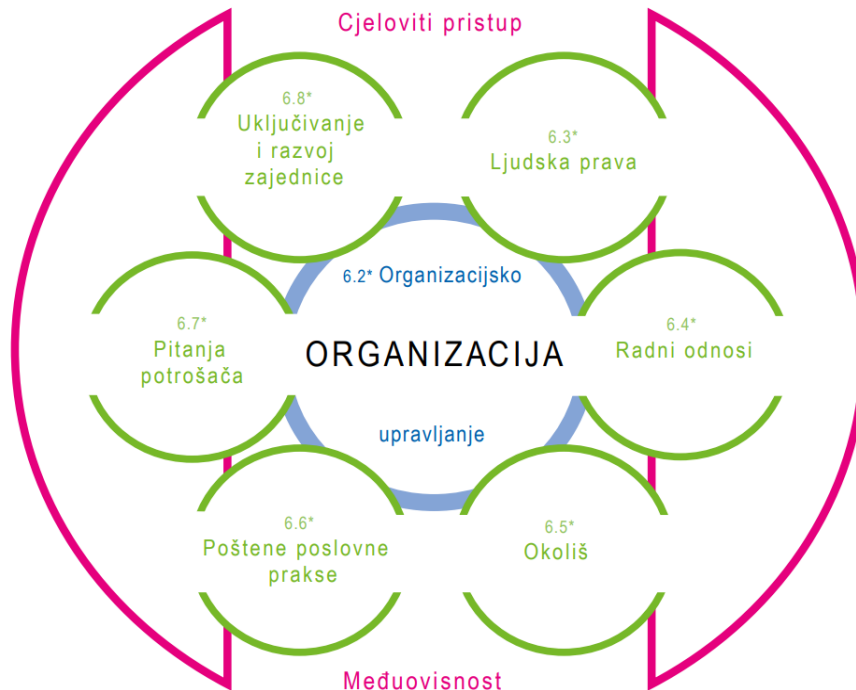 Cjeloviti pristup
6.8*
Uključivanje
i razvoj
zajednice
6.3*
Ljudska prava
6.2* Organizacijsko
6.7*
Pitanja
potrošača
ORGANIZACIJA
6.4*
Radni odnosi
upravljanje
6.6*
Poštene poslovne
prakse
6.5*
Okoliš
Međuovisnost